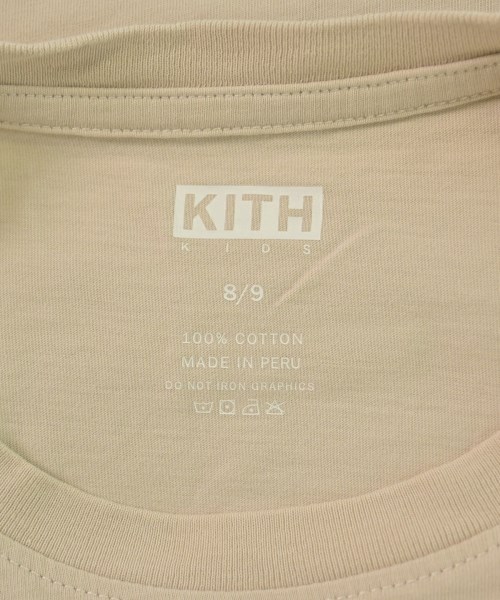 KITH
KIDS
8/9
100% COTTON
MADE IN PERU
DO NOT IRON GRAPHICS